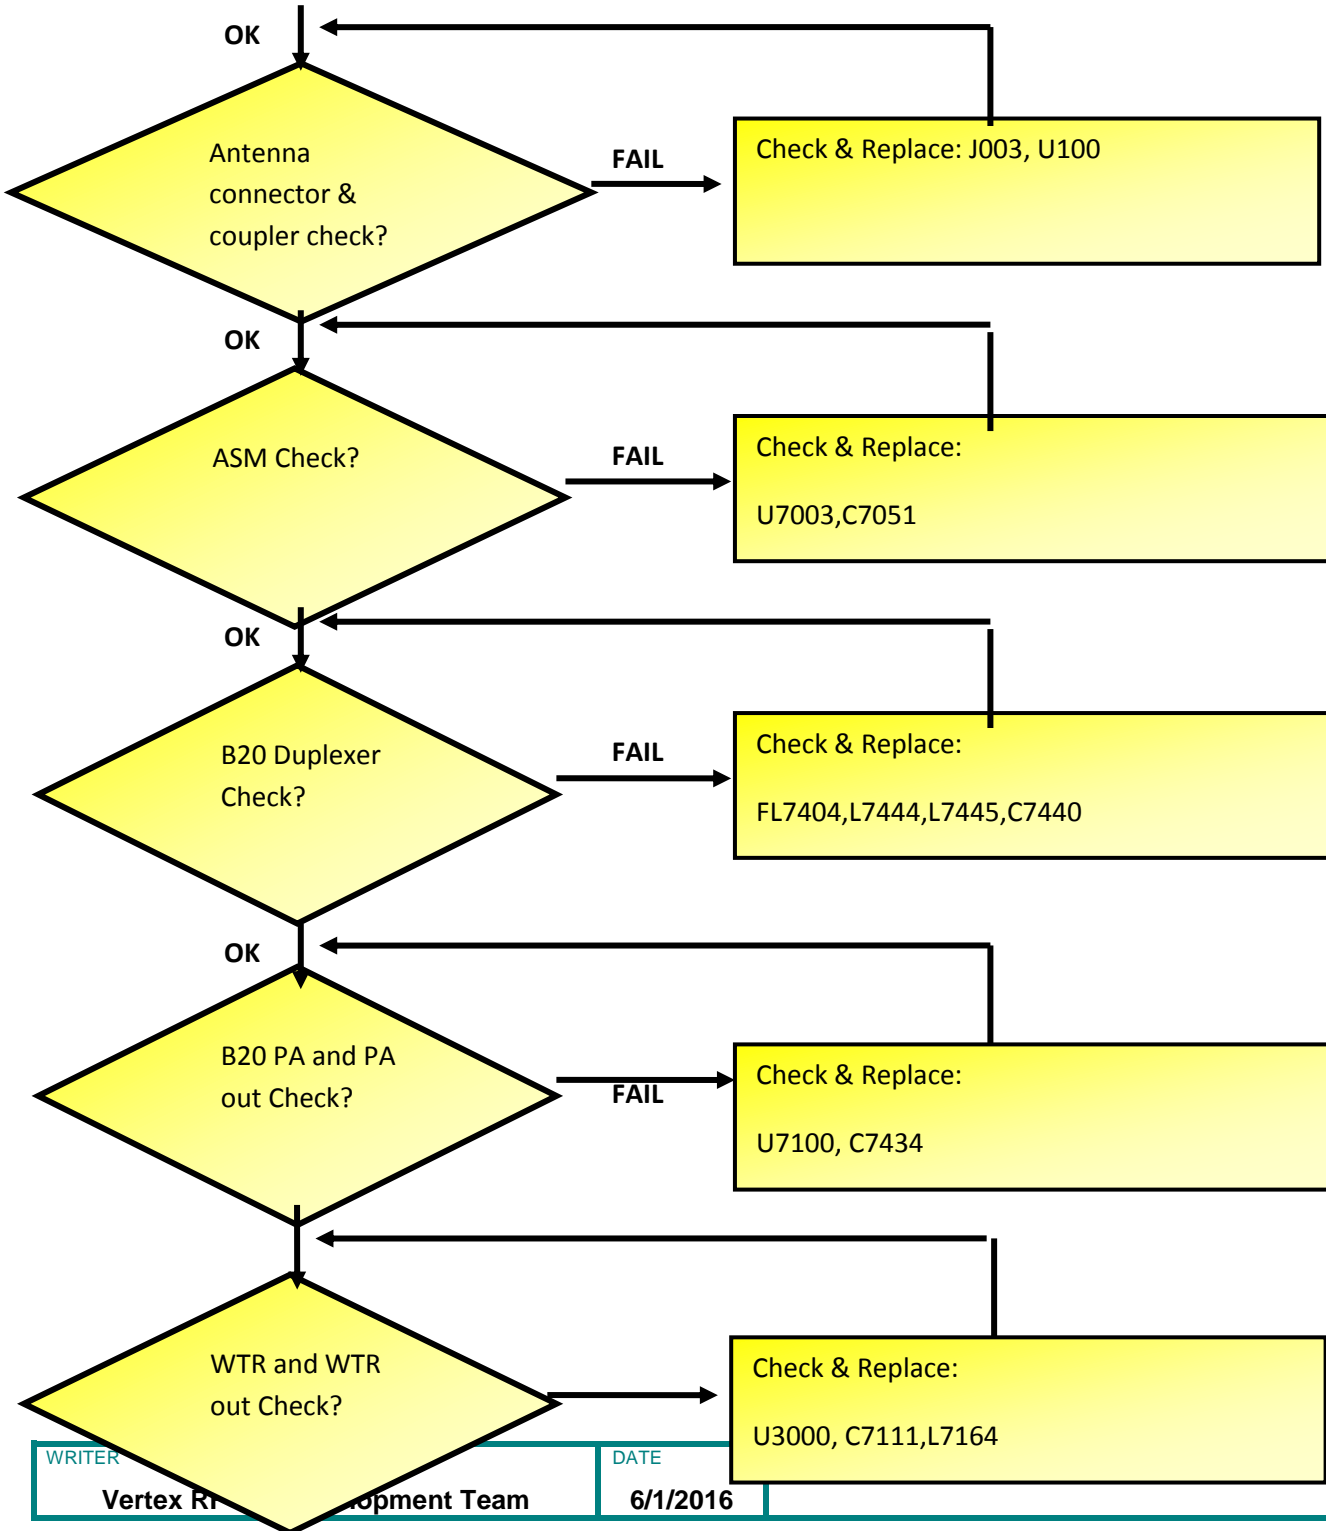 OK
Antenna
connector &
coupler check?
FAIL
Check & Replace: J003, U100
OK
ASM Check?
FAIL
Check & Replace:
U7003,C7051
OK
B20 Duplexer
Check?
FAIL
Check & Replace:
FL7404,L7444,L7445,C7440
OK
B20 PA and PA
out Check?
FAIL
Check & Replace:
U7100, C7434
WTR and WTR
out Check?
Check & Replace:
U3000, C7111,L7164
WRITER
Vertex Team
DATE
6/1/2016